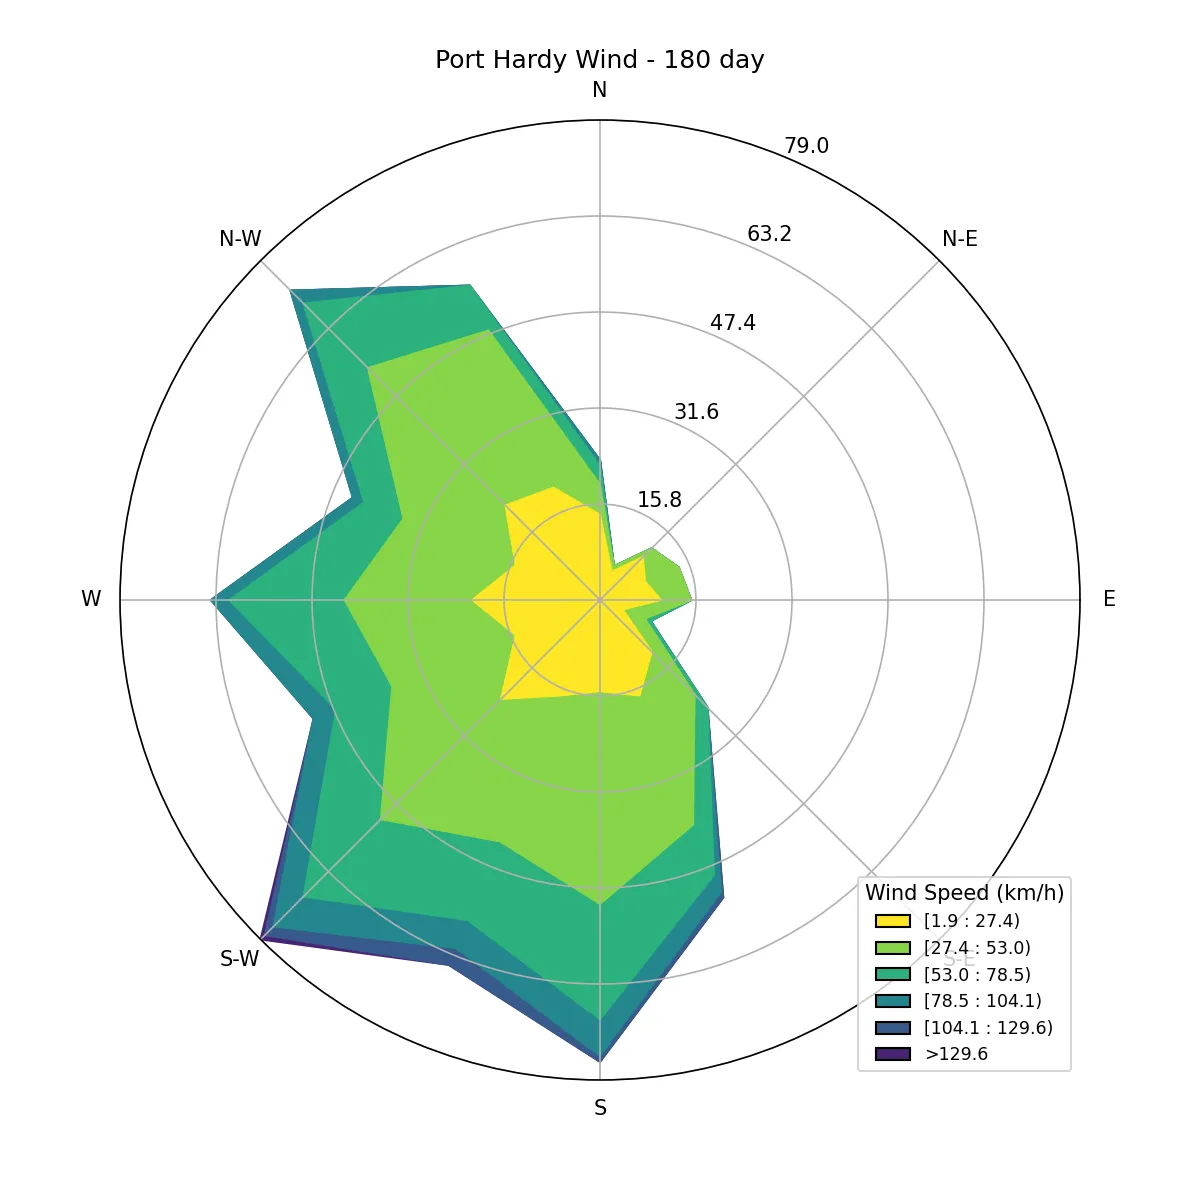 Port Hardy Wind - 180 day
N
79.0
63.2
N-W
N-E
47.4
31.6
15.8
W
E
Wind Speed (km/h)
[1.9 : 27.4)
[27.4 : 53.0)
S-W
S-E
[53.0 : 78.5)
[78.5 : 104.1)
[104.1 : 129.6)
>129.6
S